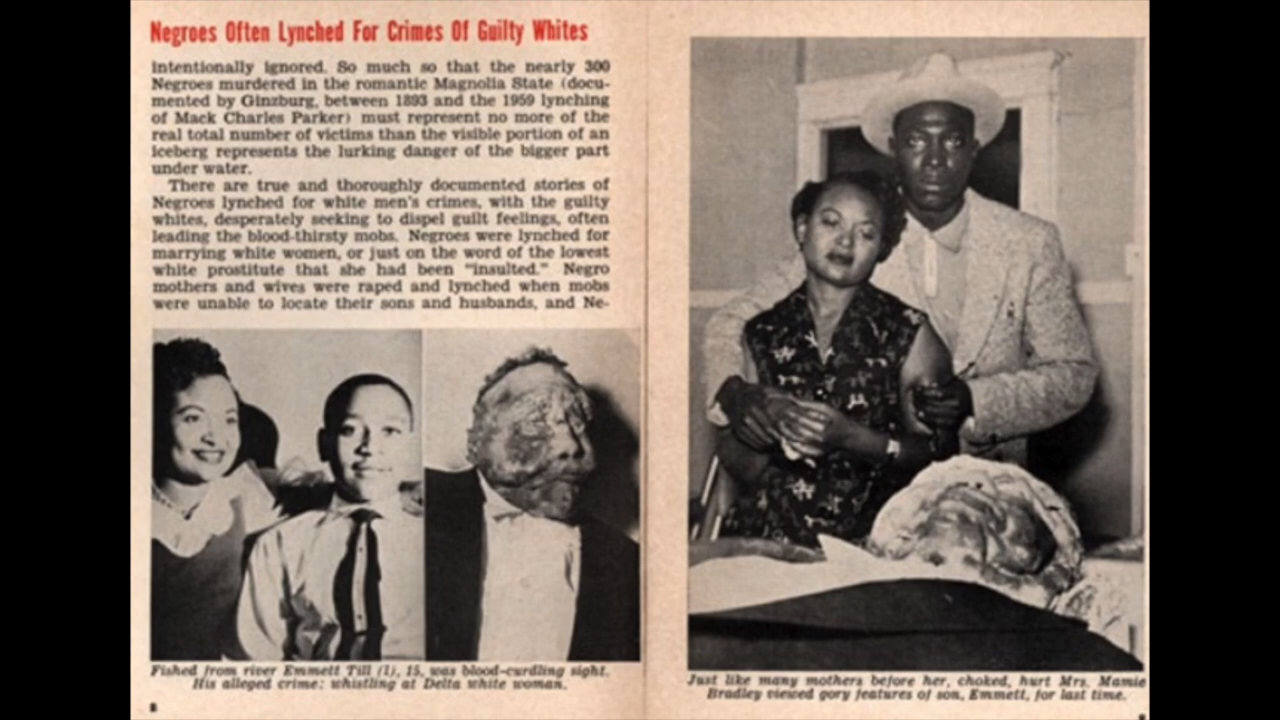 Negroes Often Lynched For Crimes Of Guilty Whites
intentionally ignored. So much so that the nearly 300
Negroes murdered in the romantic Magnolia State (docu-
mented by Ginzburg, between 1893 and the 1959 lynching
of Mack Charles Parker) must represent no more of the
real total number of victims than the visible portion of an
iceberg represents the lurking danger of the bigger part
under water.
There are true and thoroughly documented stories of
Negroes lynched for white men's crimes, with the guilty
whites, desperately seeking to dispel guilt feelings, often
leading the blood-thirsty mobs. Negroes were lynched for
marrying white women, or just on the word of the lowest
white prostitute that she had been "insulted." Negro
mothers and wives were raped and lynched when mobs
were unable to locate their sons and husbands, and Ne-
Fished from river Emmett Till (l), 15, was blood-curdling sight.
His alleged crime: whistling at Delta white woman.
8
Just like many mothers before her, choked, hurt Mrs. Mamie
Bradley viewed gory features of son, Emmett, for last time.